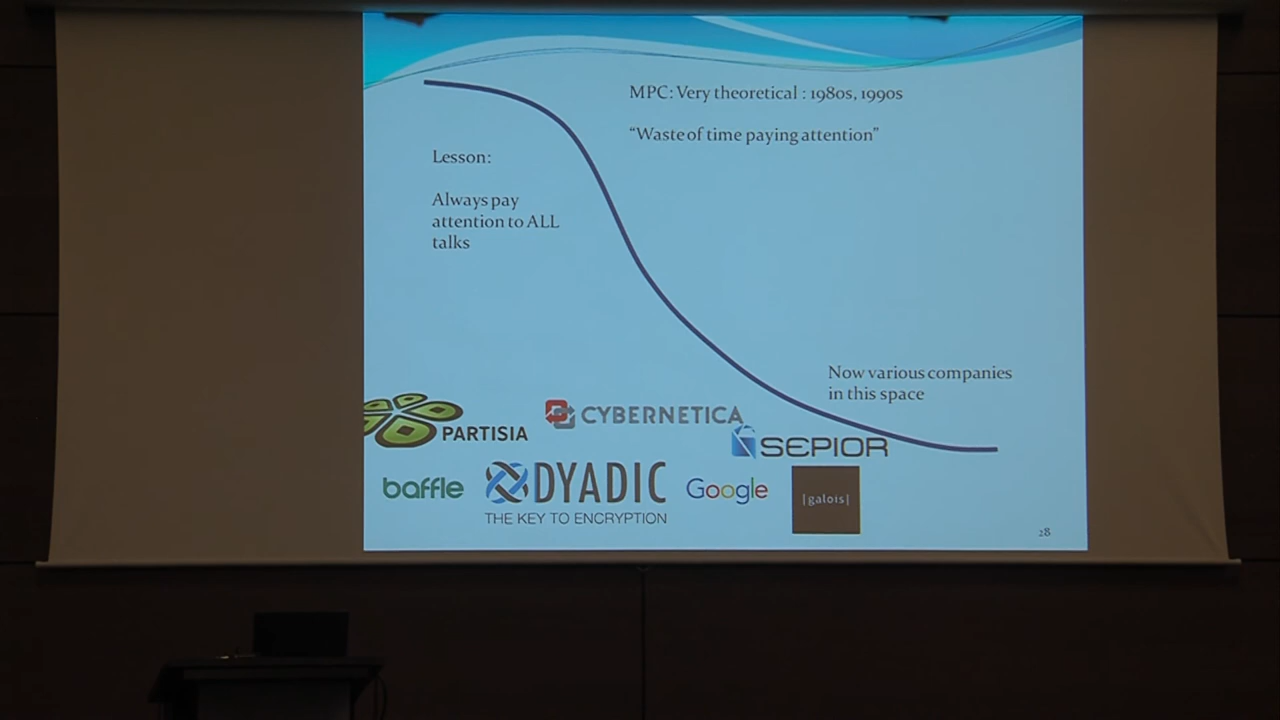 MPC: Very theoretical : 1980s, 1990s
"Waste of time paying attention"
Lesson:
Always pay
attention to ALL
talks
Now various companies
in this space
PARTISIA
CYBERNETICA
SEPIOR
baffle
DYADIC
THE KEY TO ENCRYPTION
Google
|galois|
28